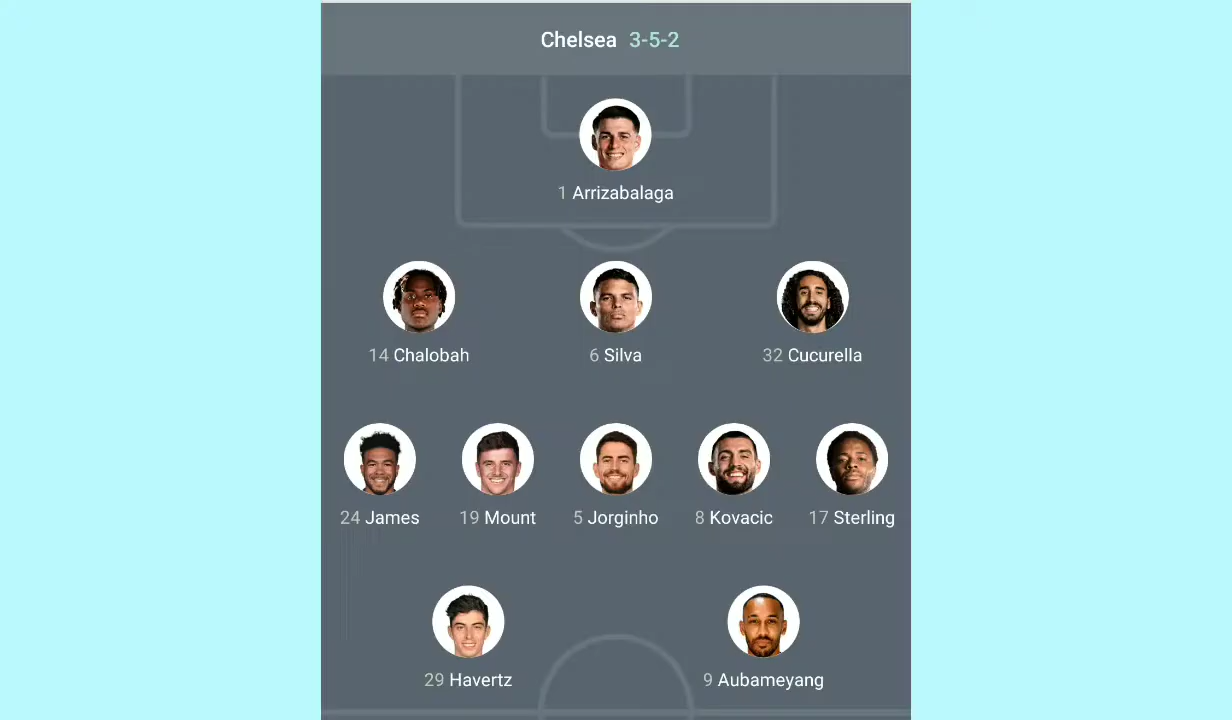 Chelsea 3-5-2
1 Arrizabalaga
14 Chalobah 6 Silva 32 Cucurella
24 James 19 Mount 5 Jorginho 8 Kovacic 17 Sterling
29 Havertz 9 Aubameyang